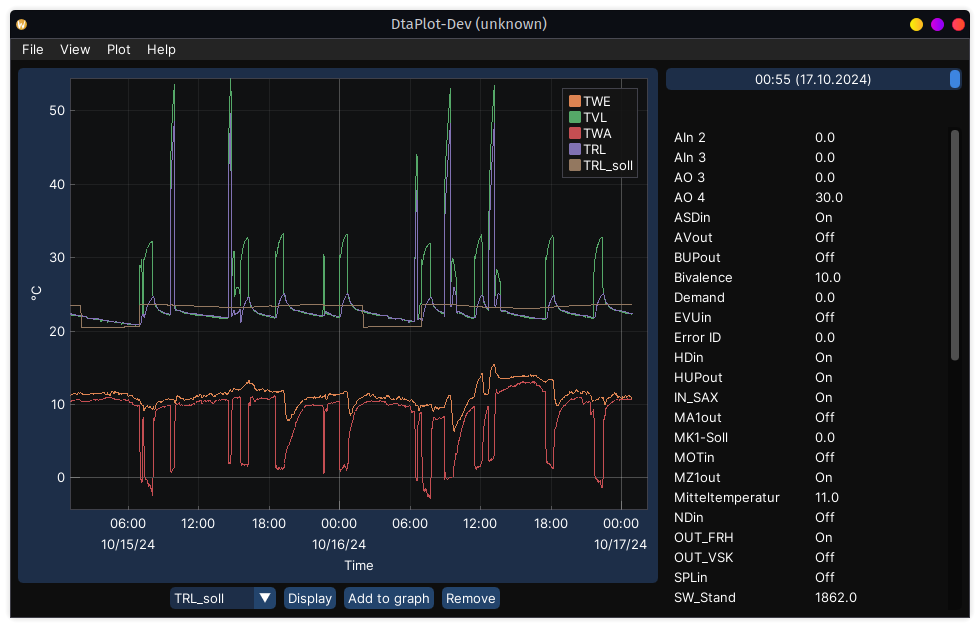 DtaPlot-Dev (unknown)
File View Plot Help
50
40
30
20
10
0
°C
TWE
TVL
TWA
TRL
TRL_soll
06:00 12:00 18:00 00:00 06:00 12:00 18:00 00:00
10/15/24 10/16/24 10/17/24
Time
TRL_soll Display Add to graph Remove
00:55 (17.10.2024)
AIn 2 0.0
AIn 3 0.0
AO 3 0.0
AO 4 30.0
ASDin On
AVout Off
BUPout Off
Bivalence 10.0
Demand 0.0
EVUin Off
Error ID 0.0
HDin On
HUPout On
IN_SAX On
MA1out Off
MK1-Soll 0.0
MOTin Off
MZ1out On
Mitteltemperatur 11.0
NDin Off
OUT_FRH On
OUT_VSK Off
SPLin Off
SW_Stand 1862.0